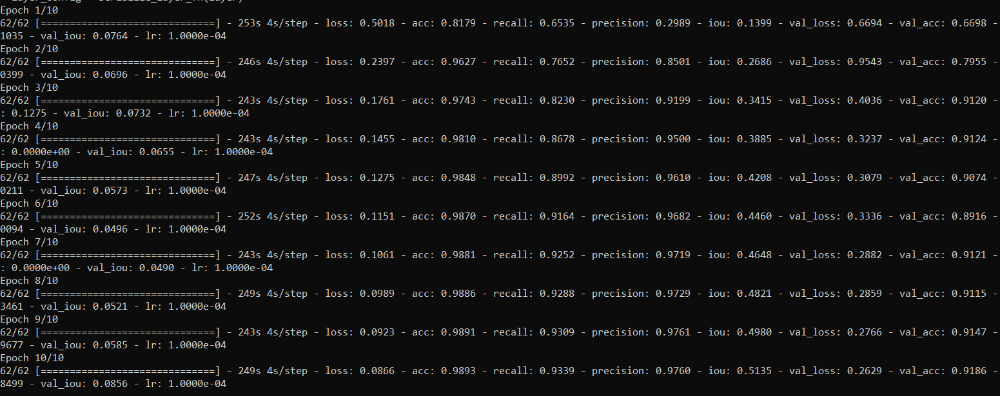 Epoch 1/10
62/62 [==============================] - 253s 4s/step - loss: 0.5018 - acc: 0.8179 - recall: 0.6535 - precision: 0.2989 - iou: 0.1399 - val_loss: 0.6694 - val_acc: 0.6698 -
1035 - val_iou: 0.0764 - lr: 1.0000e-04
Epoch 2/10
62/62 [==============================] - 246s 4s/step - loss: 0.2397 - acc: 0.9627 - recall: 0.7652 - precision: 0.8501 - iou: 0.2686 - val_loss: 0.9543 - val_acc: 0.7955 -
0399 - val_iou: 0.0696 - lr: 1.0000e-04
Epoch 3/10
62/62 [==============================] - 243s 4s/step - loss: 0.1761 - acc: 0.9743 - recall: 0.8230 - precision: 0.9199 - iou: 0.3415 - val_loss: 0.4036 - val_acc: 0.9120 -
: 0.1275 - val_iou: 0.0732 - lr: 1.0000e-04
Epoch 4/10
62/62 [==============================] - 243s 4s/step - loss: 0.1455 - acc: 0.9810 - recall: 0.8678 - precision: 0.9500 - iou: 0.3885 - val_loss: 0.3237 - val_acc: 0.9124 -
: 0.0000e+00 - val_iou: 0.0655 - lr: 1.0000e-04
Epoch 5/10
62/62 [==============================] - 247s 4s/step - loss: 0.1275 - acc: 0.9848 - recall: 0.8992 - precision: 0.9610 - iou: 0.4208 - val_loss: 0.3079 - val_acc: 0.9074 -
0211 - val_iou: 0.0573 - lr: 1.0000e-04
Epoch 6/10
62/62 [==============================] - 252s 4s/step - loss: 0.1151 - acc: 0.9870 - recall: 0.9164 - precision: 0.9682 - iou: 0.4460 - val_loss: 0.3336 - val_acc: 0.8916 -
0094 - val_iou: 0.0496 - lr: 1.0000e-04
Epoch 7/10
62/62 [==============================] - 243s 4s/step - loss: 0.1061 - acc: 0.9881 - recall: 0.9252 - precision: 0.9719 - iou: 0.4648 - val_loss: 0.2882 - val_acc: 0.9121 -
: 0.0000e+00 - val_iou: 0.0490 - lr: 1.0000e-04
Epoch 8/10
62/62 [==============================] - 249s 4s/step - loss: 0.0989 - acc: 0.9886 - recall: 0.9288 - precision: 0.9729 - iou: 0.4821 - val_loss: 0.2859 - val_acc: 0.9115 -
3461 - val_iou: 0.0521 - lr: 1.0000e-04
Epoch 9/10
62/62 [==============================] - 243s 4s/step - loss: 0.0923 - acc: 0.9891 - recall: 0.9309 - precision: 0.9761 - iou: 0.4980 - val_loss: 0.2766 - val_acc: 0.9147 -
9677 - val_iou: 0.0585 - lr: 1.0000e-04
Epoch 10/10
62/62 [==============================] - 249s 4s/step - loss: 0.0866 - acc: 0.9893 - recall: 0.9339 - precision: 0.9760 - iou: 0.5135 - val_loss: 0.2629 - val_acc: 0.9186 -
8499 - val_iou: 0.0856 - lr: 1.0000e-04